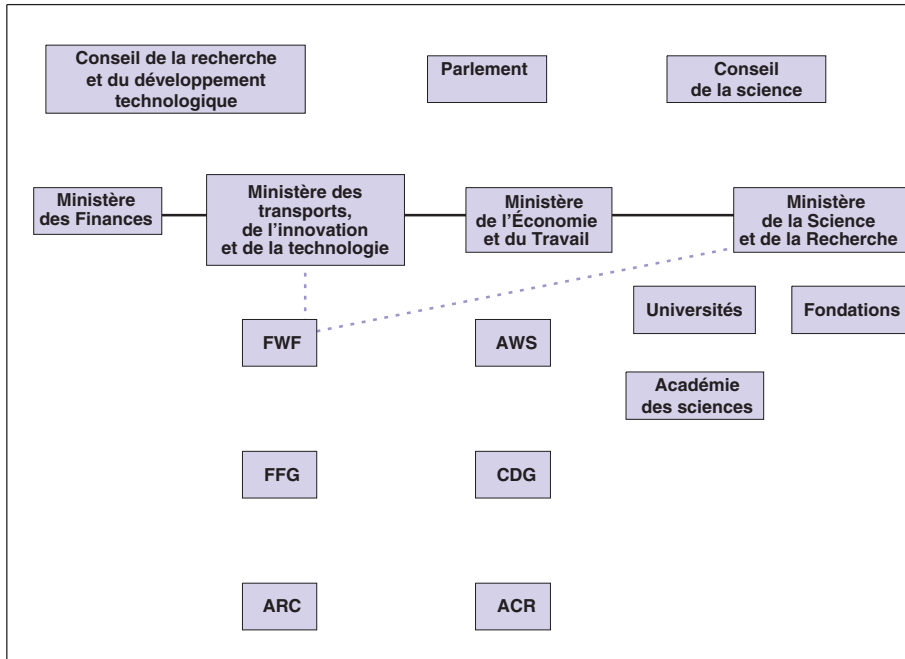 Conseil de la recherche
et du développement
technologique
Parlement
Conseil
de la science
Ministère
des Finances
Ministère des
transports,
de l'innovation
et de la technologie
Ministère
de l'Économie
et du Travail
Ministère
de la Science
et de la Recherche
Universités
Fondations
FWF
AWS
Académie
des sciences
FFG
CDG
ARC
ACR